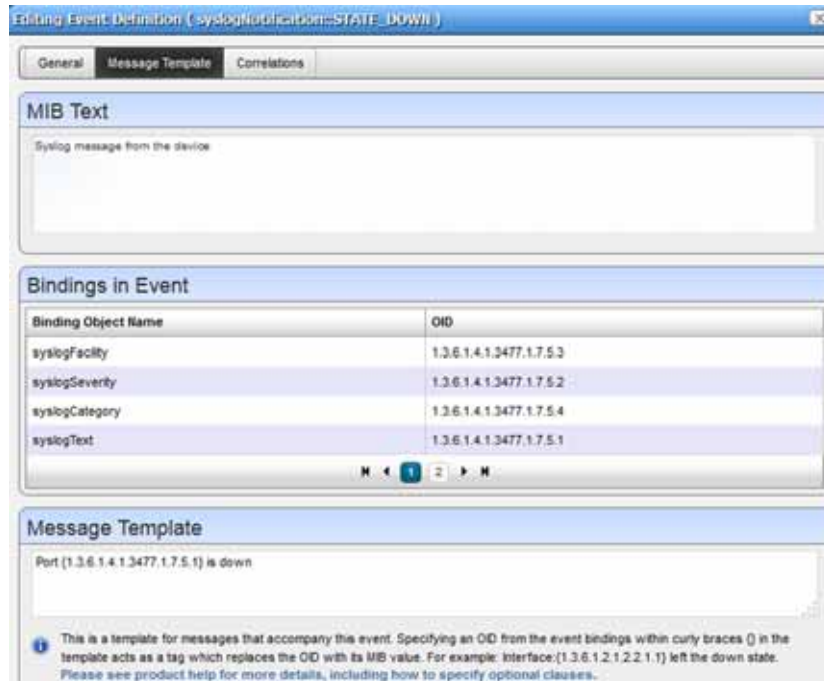 Editing Event Definition ( syslogNotification::STATE_DOWN )
General Message Template Correlations
MIB Text
Syslog message from the device
Bindings in Event
Binding Object Name OID
syslogFacility 1.3.6.1.4.1.3477.1.7.5.3
syslogSeverity 1.3.6.1.4.1.3477.1.7.5.2
syslogCategory 1.3.6.1.4.1.3477.1.7.5.4
syslogText 1.3.6.1.4.1.3477.1.7.5.1
1 2
Message Template
Port {1.3.6.1.4.1.3477.1.7.5.1} is down
This is a template for messages that accompany this event. Specifying an OID from the event bindings within curly braces {} in the
template acts as a tag which replaces the OID with its MIB value. For example: Interface:{1.3.6.1.2.1.2.2.1.1} left the down state.
Please see product help for more details, including how to specify optional clauses.